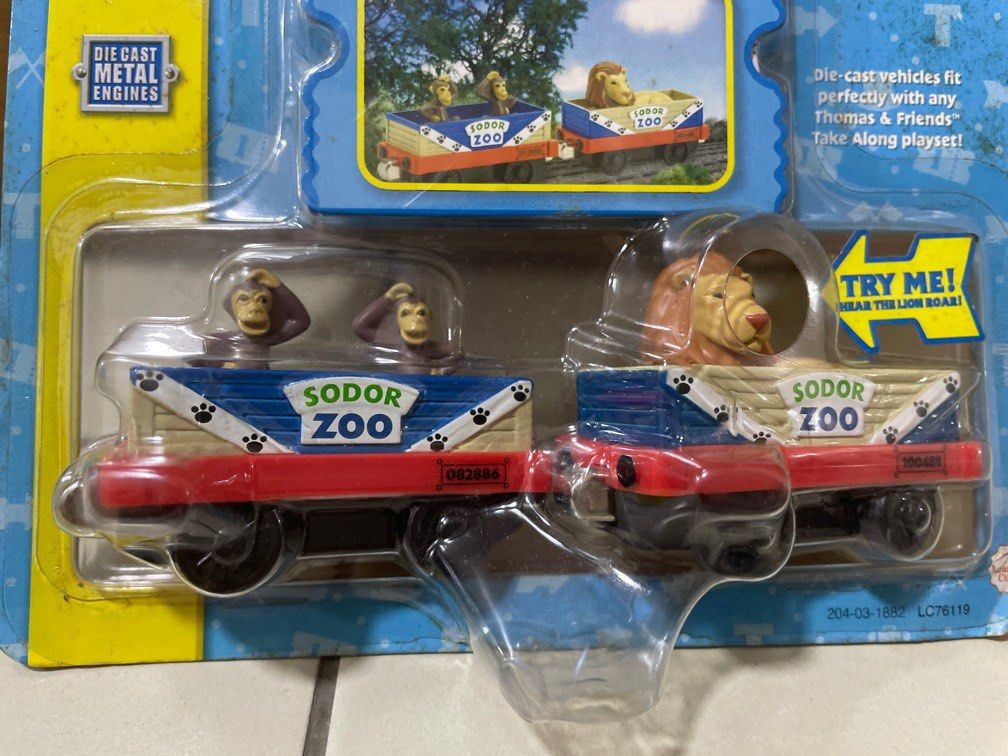 DIE CAST
METAL
ENGINES
SODOR
ZOO
SODOR
ZOO
Die-cast vehicles fit
perfectly with any
Thomas & Friends™
Take Along playset!
TRY ME!
HEAR THE LION ROAR!
SODOR
ZOO
082886
SODOR
ZOO
204-03-1882 LC76119